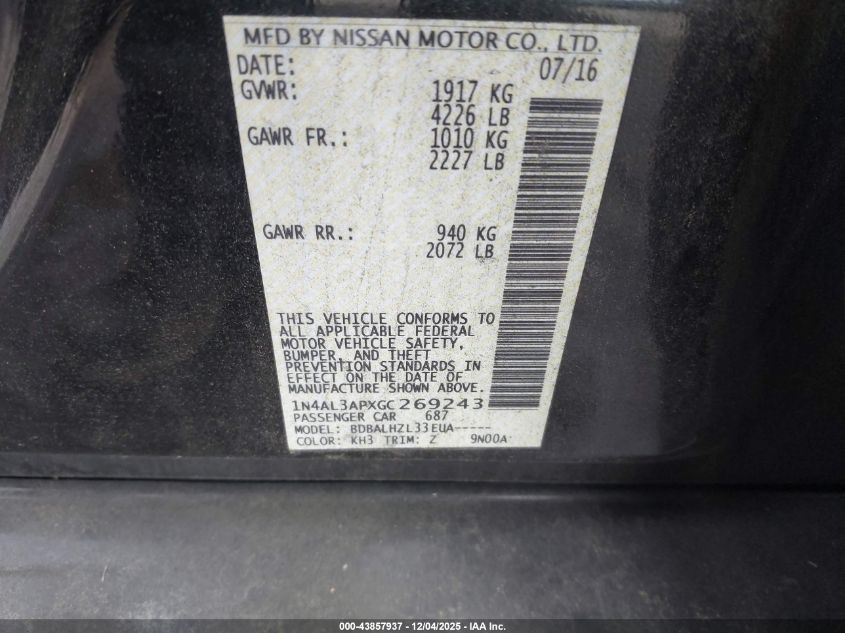 MFD BY NISSAN MOTOR CO., LTD.
DATE: 07/16
GVWR: 1917 KG
4226 LB
GAWR FR.: 1010 KG
2227 LB
GAWR RR.: 940 KG
2072 LB
THIS VEHICLE CONFORMS TO
ALL APPLICABLE FEDERAL
MOTOR VEHICLE SAFETY,
BUMPER, AND THEFT
PREVENTION STANDARDS IN
EFFECT ON THE DATE OF
MANUFACTURE SHOWN ABOVE.
1N4AL3APXGC269243
PASSENGER CAR 687
MODEL: BDBALHZL33EUA-----
COLOR: KH3 TRIM: Z 9N00A
000-43857937 - 12/04/2025 - IAA Inc.